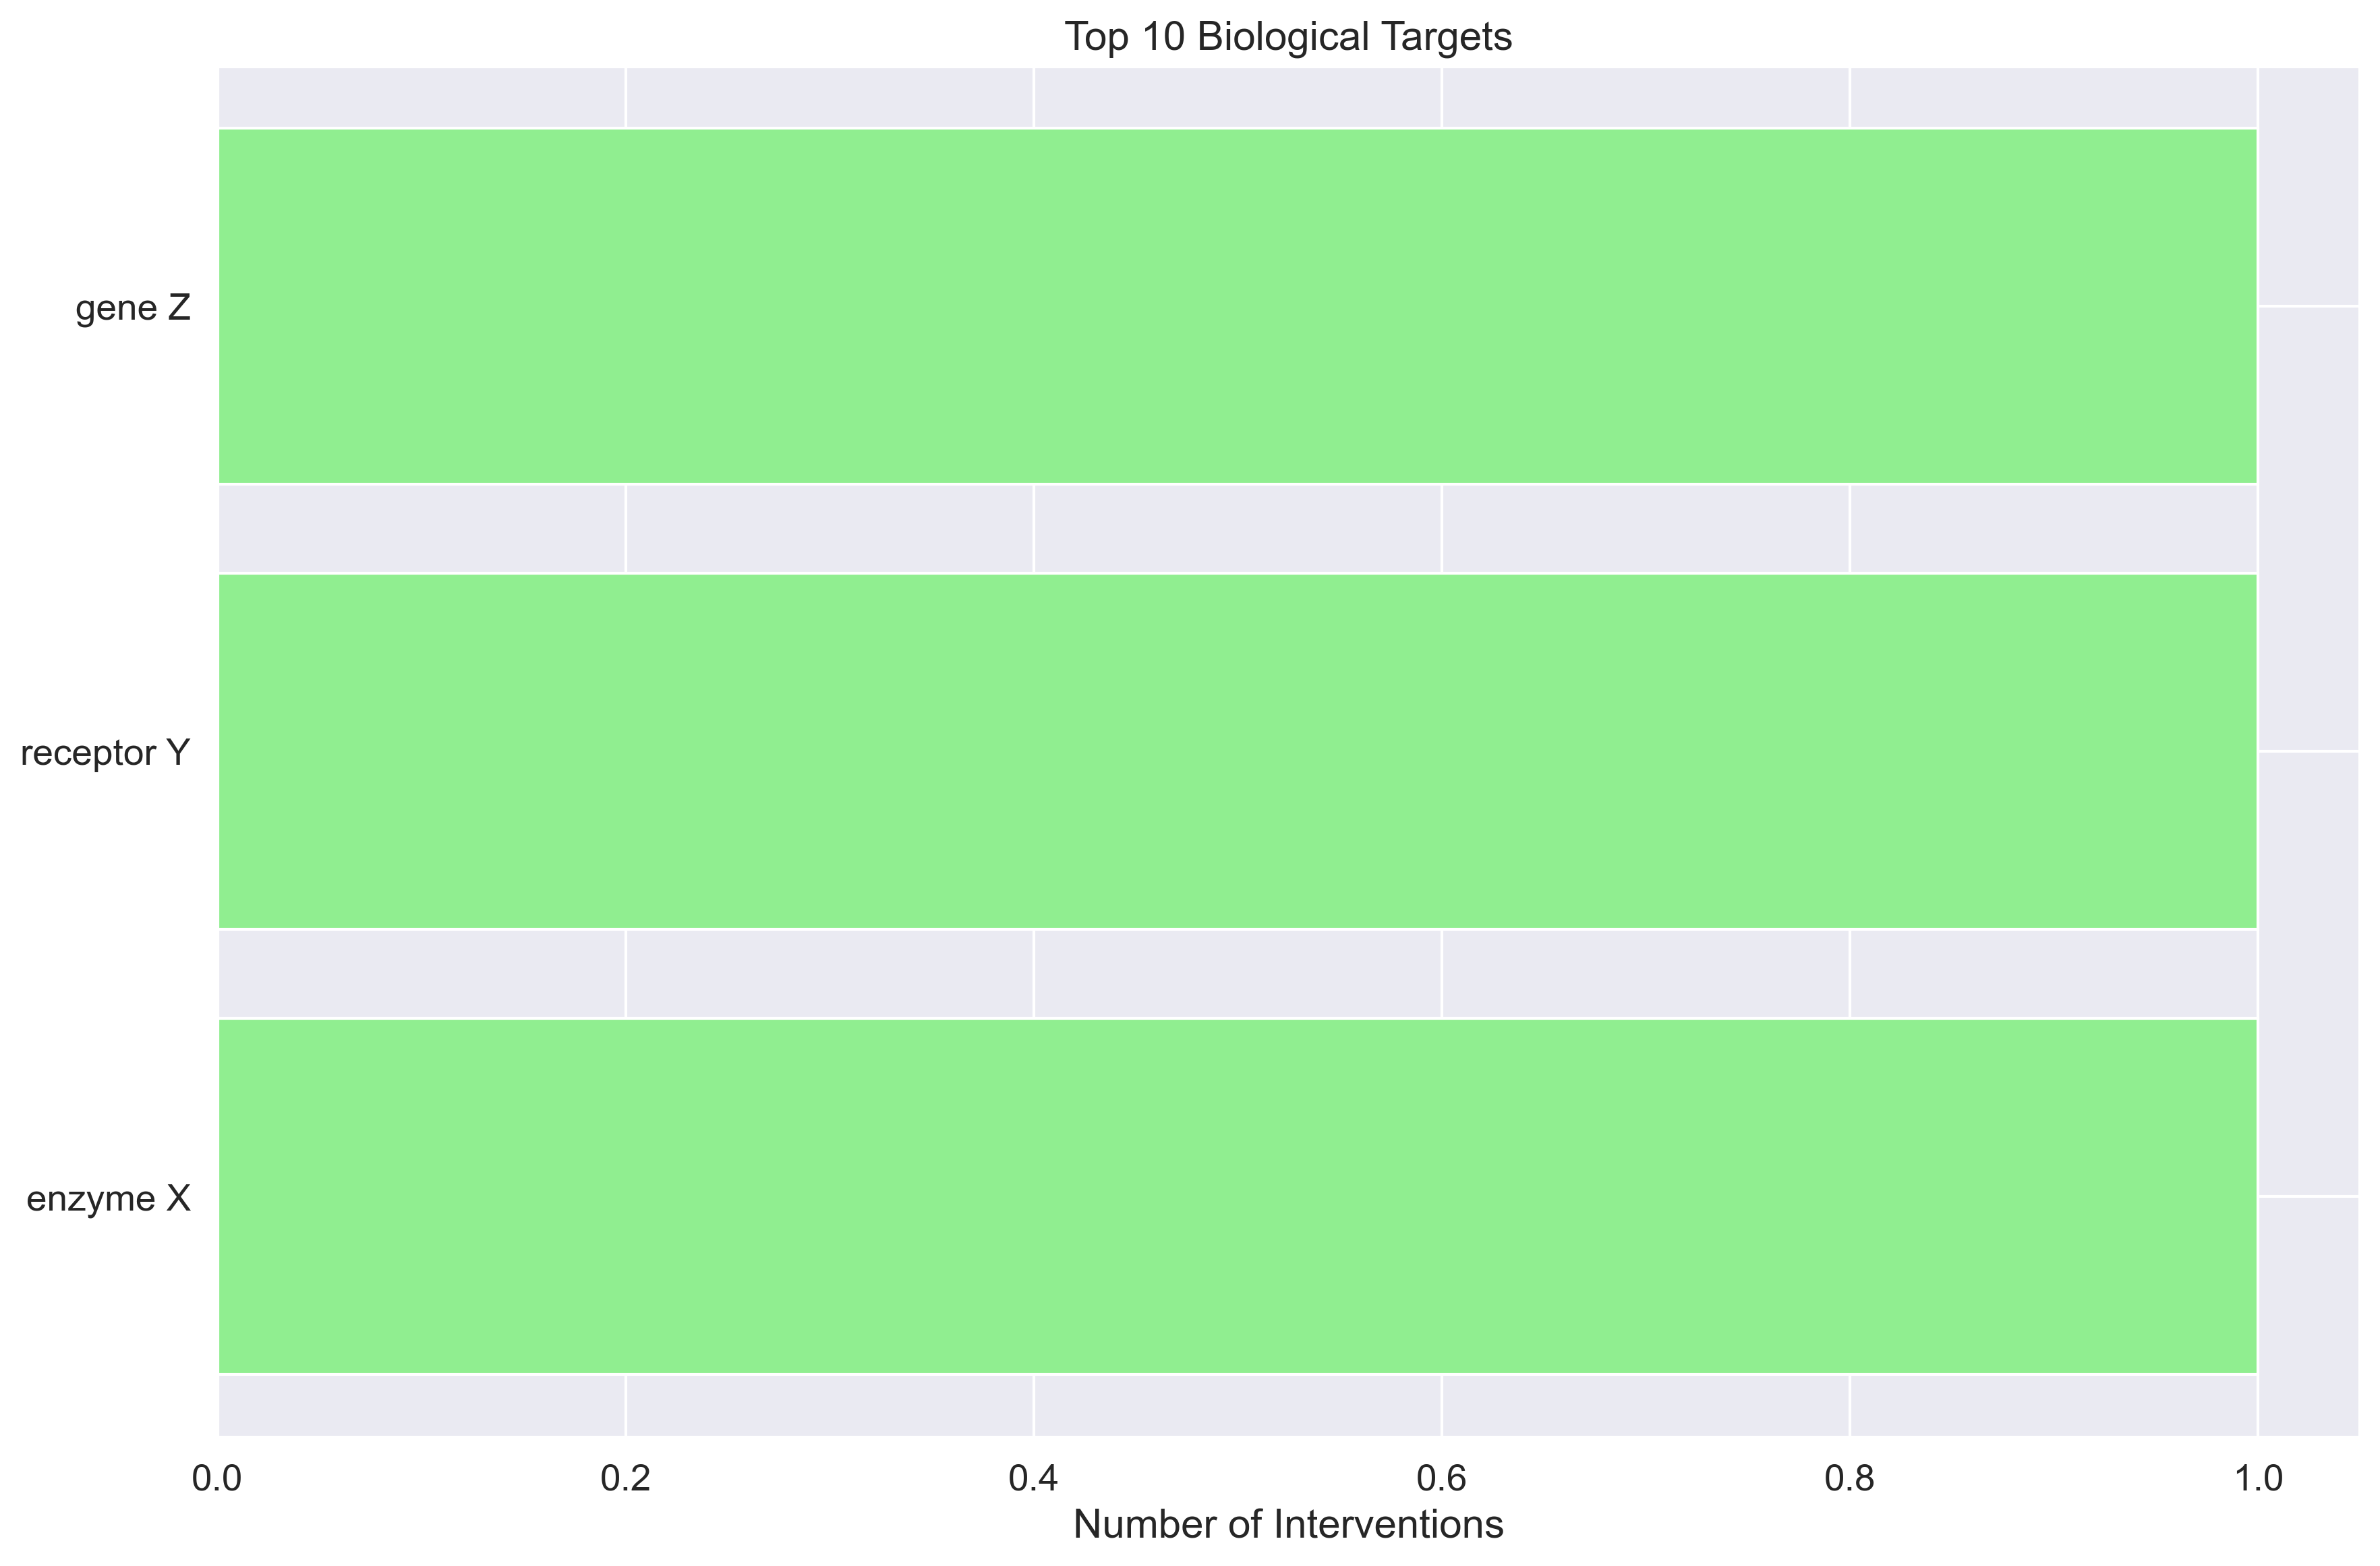 Top 10 Biological Targets
gene Z
receptor Y
enzyme X
0.0 0.2 0.4 0.6 0.8 1.0
Number of Interventions